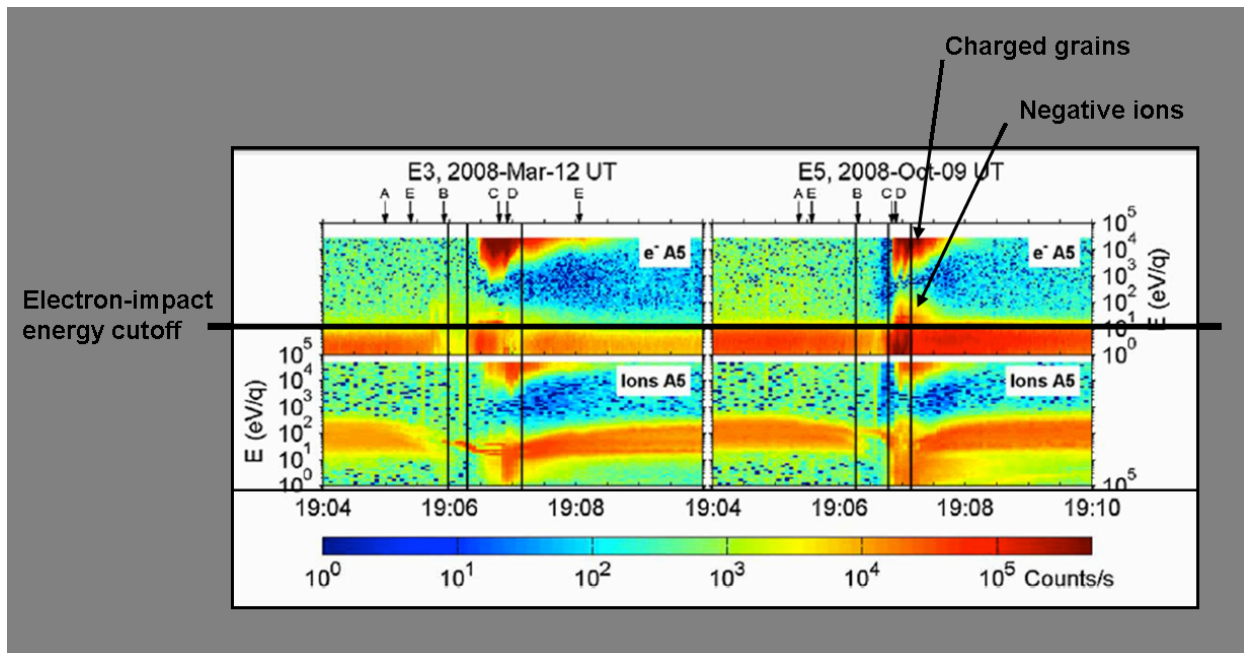 Charged grains
Negative ions
E3, 2008-Mar-12 UT
E5, 2008-Oct-09 UT
A E B C D E
A E B C D
e⁻ A5
e⁻ A5
10⁵
10⁴
10³
10²
10¹
10⁰
E (eV/q)
Electron-impact
energy cutoff
Ions A5
Ions A5
10⁵
10⁴
10³
10²
10¹
10⁰
E (eV/q)
10⁵
19:04 19:06 19:08 19:04 19:06 19:08 19:10
10⁰ 10¹ 10² 10³ 10⁴ 10⁵ Counts/s